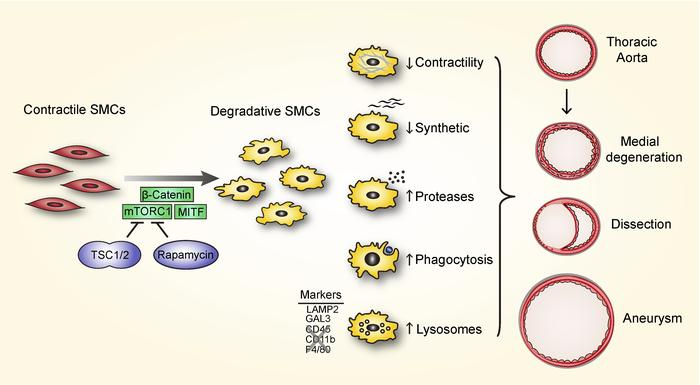 Contractile SMCs
β-Catenin
mTORC1
MITF
TSC1/2
Rapamycin
Degradative SMCs
↓Contractility
↓Synthetic
↑Proteases
↑Phagocytosis
↑Lysosomes
Markers
LAMP2
GAL3
CD45
CD11b
F4/80
Thoracic
Aorta
Medial
degeneration
Dissection
Aneurysm